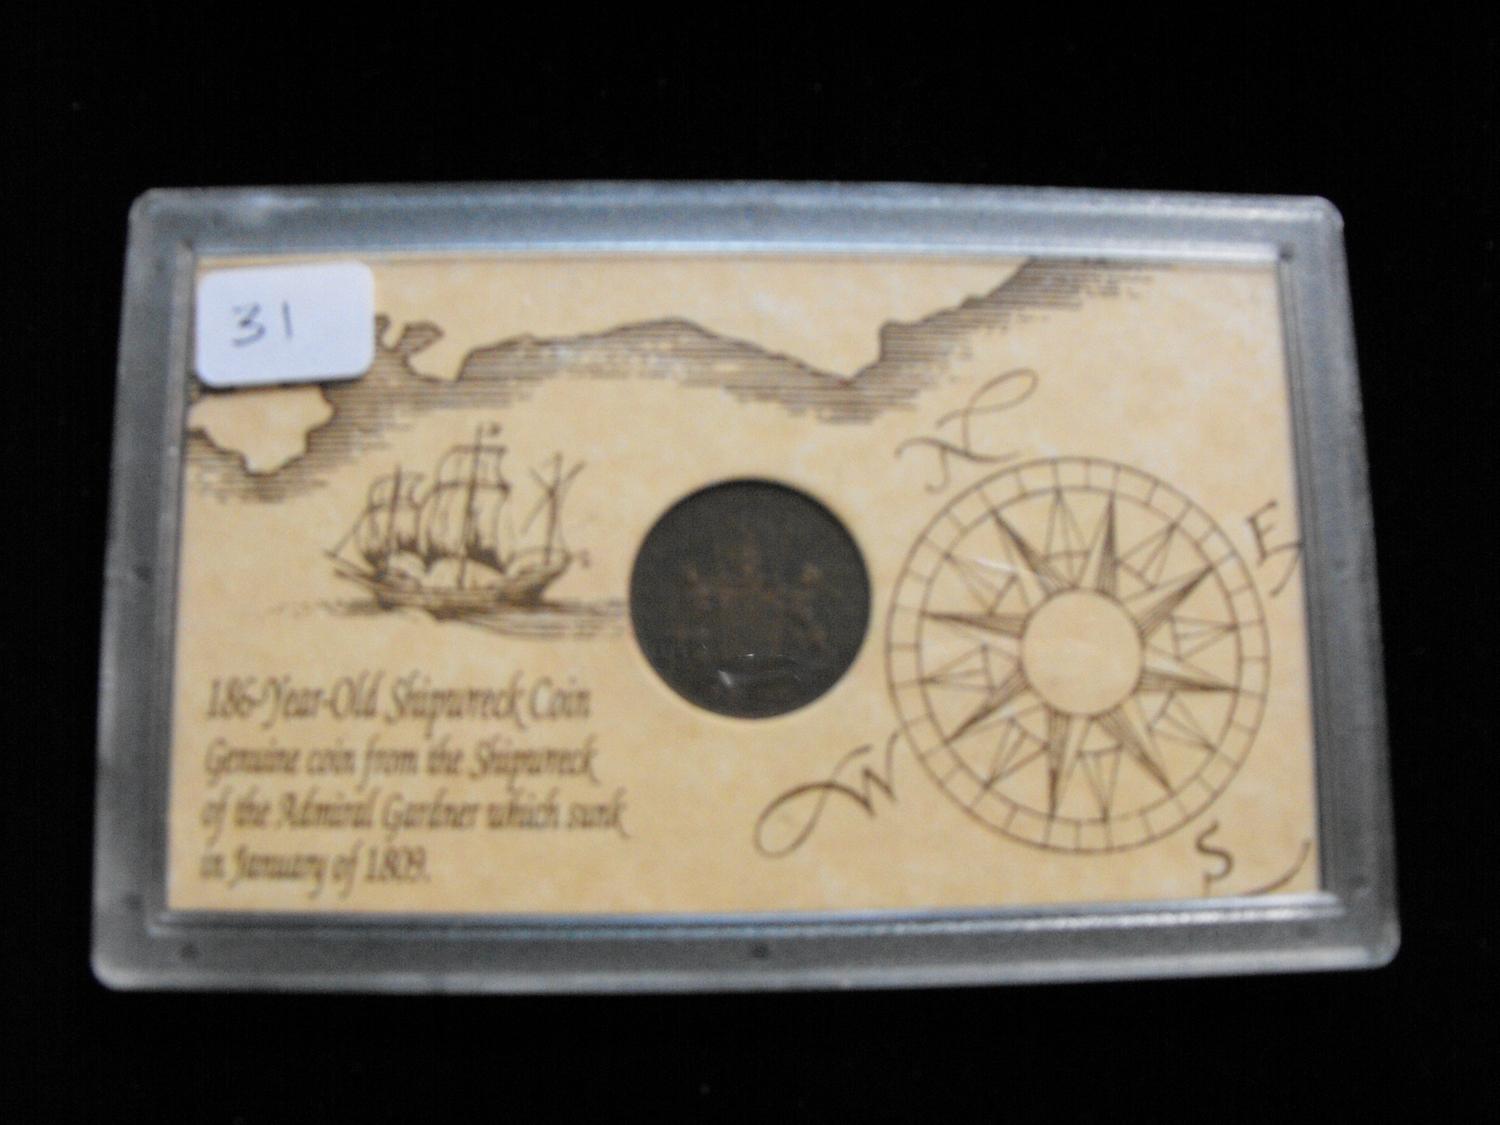 31
N
E
186-Year-Old Shipwreck Coin
Genuine coin from the Shipwreck
of the Admiral Gardner which sunk
in January of 1809.
W
S